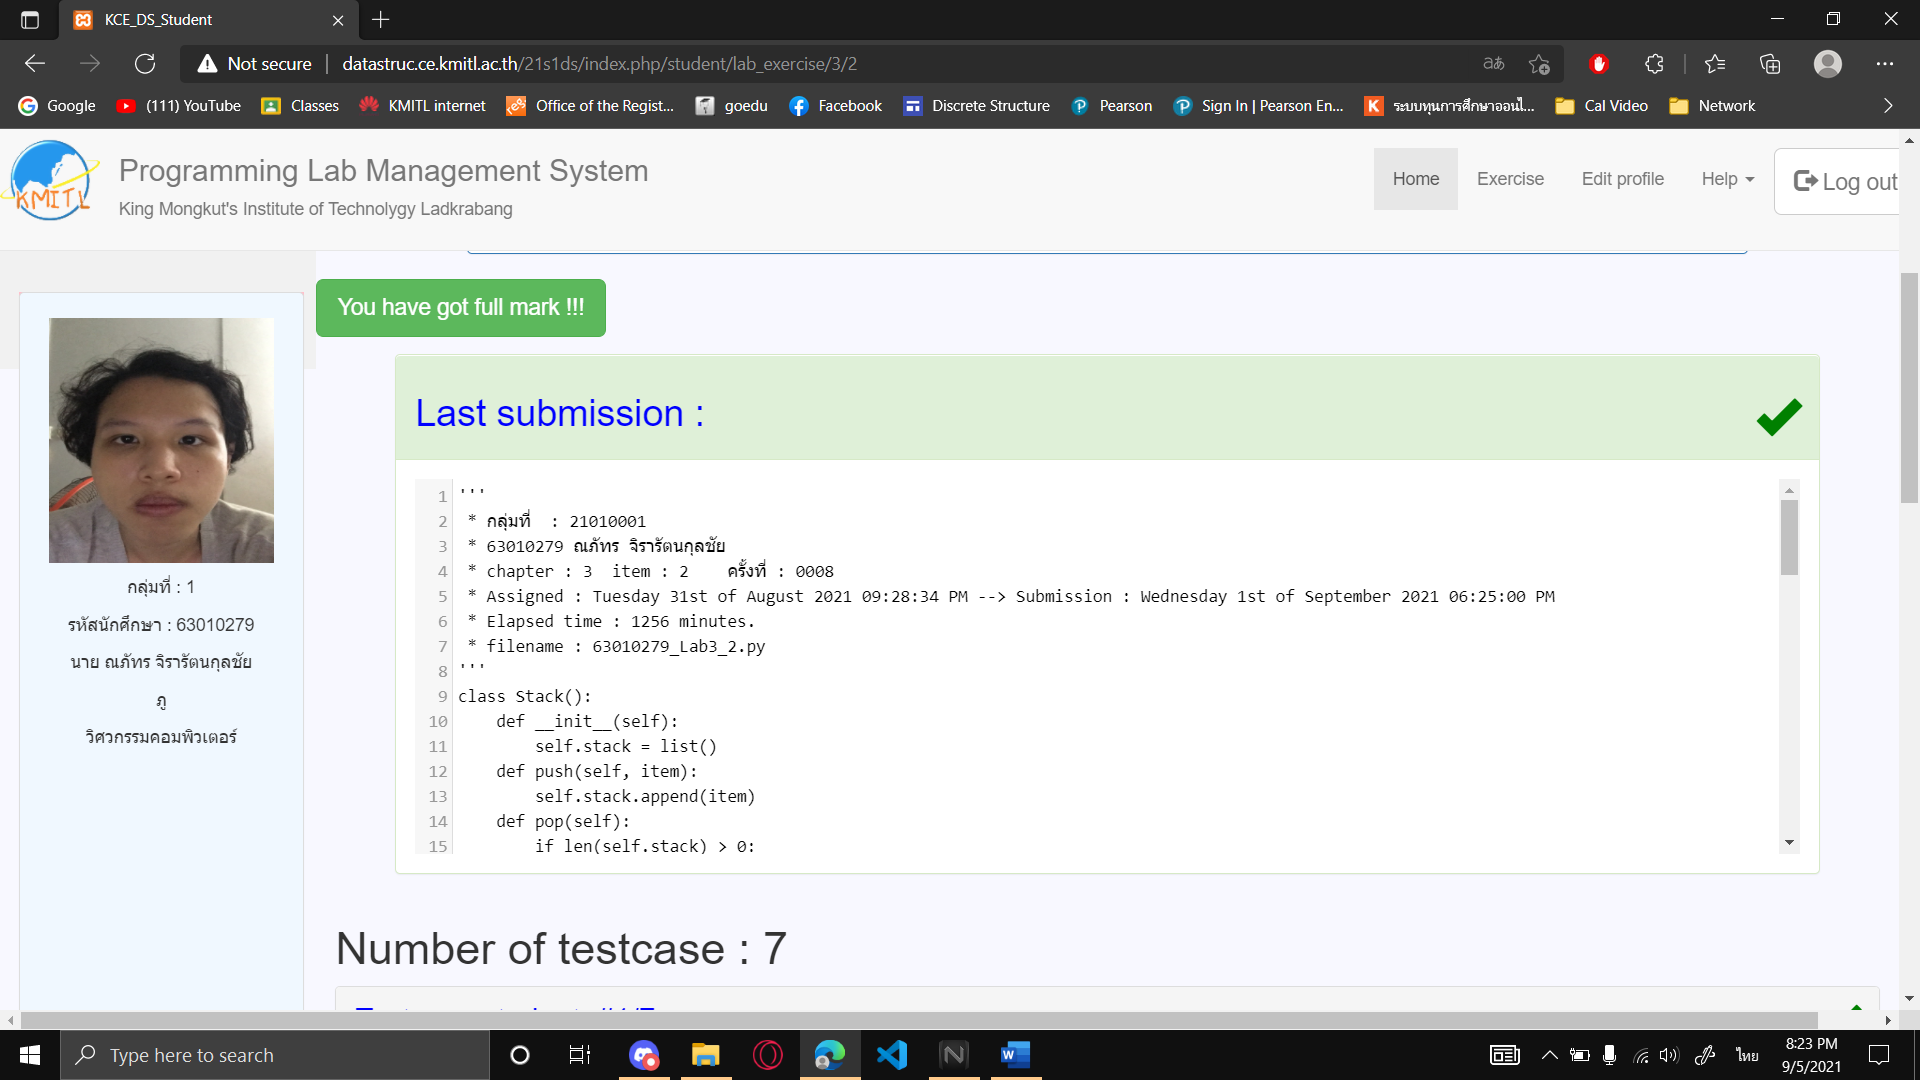 KCE_DS_Student
Not secure
datastruc.ce.kmitl.ac.th/21s1ds/index.php/student/lab_exercise/3/2
Google
(111) YouTube
Classes
KMITL internet
Office of the Regist...
goedu
Facebook
Discrete Structure
Pearson
Sign In | Pearson En...
ระบบทุนการศึกษาออนไ...
Cal Video
Network
KMITL
Programming Lab Management System
King Mongkut's Institute of Technolygy Ladkrabang
Home
Exercise
Edit profile
Help
Log out
You have got full mark !!!
กลุ่มที่ : 1
รหัสนักศึกษา : 63010279
นาย ณภัทร จิรารัตนกุลชัย
ภู
วิศวกรรมคอมพิวเตอร์
Last submission :
1 '''
2 * กลุ่มที่ : 21010001
3 * 63010279 ณภัทร จิรารัตนกุลชัย
4 * chapter : 3 item : 2 ครั้งที่ : 0008
5 * Assigned : Tuesday 31st of August 2021 09:28:34 PM --> Submission : Wednesday 1st of September 2021 06:25:00 PM
6 * Elapsed time : 1256 minutes.
7 * filename : 63010279_Lab3_2.py
8 '''
9 class Stack():
10 def __init__(self):
11 self.stack = list()
12 def push(self, item):
13 self.stack.append(item)
14 def pop(self):
15 if len(self.stack) > 0:
Number of testcase : 7
Type here to search
ไทย
8:23 PM
9/5/2021